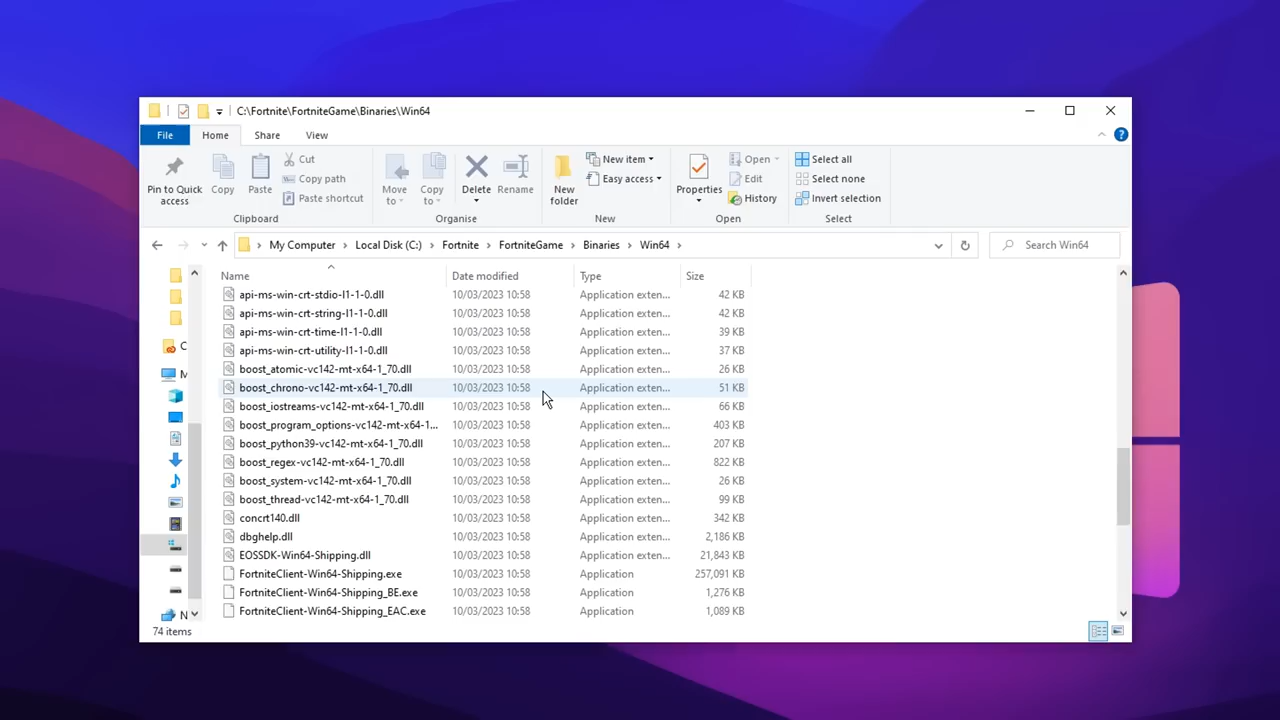 C:\Fortnite\FortniteGame\Binaries\Win64
File Home Share View
Pin to Quick access
Copy
Paste
Cut
Copy path
Paste shortcut
Clipboard
Move to
Copy to
Delete
Rename
Organise
New folder
New item
Easy access
New
Properties
Open
Edit
History
Open
Select all
Select none
Invert selection
Select
My Computer > Local Disk (C:) > Fortnite > FortniteGame > Binaries > Win64 >
Search Win64
Name Date modified Type Size
api-ms-win-crt-stdio-l1-1-0.dll 10/03/2023 10:58 Application exten... 42 KB
api-ms-win-crt-string-l1-1-0.dll 10/03/2023 10:58 Application exten... 42 KB
api-ms-win-crt-time-l1-1-0.dll 10/03/2023 10:58 Application exten... 39 KB
api-ms-win-crt-utility-l1-1-0.dll 10/03/2023 10:58 Application exten... 37 KB
boost_atomic-vc142-mt-x64-1_70.dll 10/03/2023 10:58 Application exten... 26 KB
boost_chrono-vc142-mt-x64-1_70.dll 10/03/2023 10:58 Application exten... 51 KB
boost_iostreams-vc142-mt-x64-1_70.dll 10/03/2023 10:58 Application exten... 66 KB
boost_program_options-vc142-mt-x64-1... 10/03/2023 10:58 Application exten... 403 KB
boost_python39-vc142-mt-x64-1_70.dll 10/03/2023 10:58 Application exten... 207 KB
boost_regex-vc142-mt-x64-1_70.dll 10/03/2023 10:58 Application exten... 822 KB
boost_system-vc142-mt-x64-1_70.dll 10/03/2023 10:58 Application exten... 26 KB
boost_thread-vc142-mt-x64-1_70.dll 10/03/2023 10:58 Application exten... 99 KB
concrt140.dll 10/03/2023 10:58 Application exten... 342 KB
dbghelp.dll 10/03/2023 10:58 Application exten... 2,186 KB
EOSSDK-Win64-Shipping.dll 10/03/2023 10:58 Application exten... 21,843 KB
FortniteClient-Win64-Shipping.exe 10/03/2023 10:58 Application 257,091 KB
FortniteClient-Win64-Shipping_BE.exe 10/03/2023 10:58 Application 1,276 KB
FortniteClient-Win64-Shipping_EAC.exe 10/03/2023 10:58 Application 1,089 KB
C
M
N
74 items